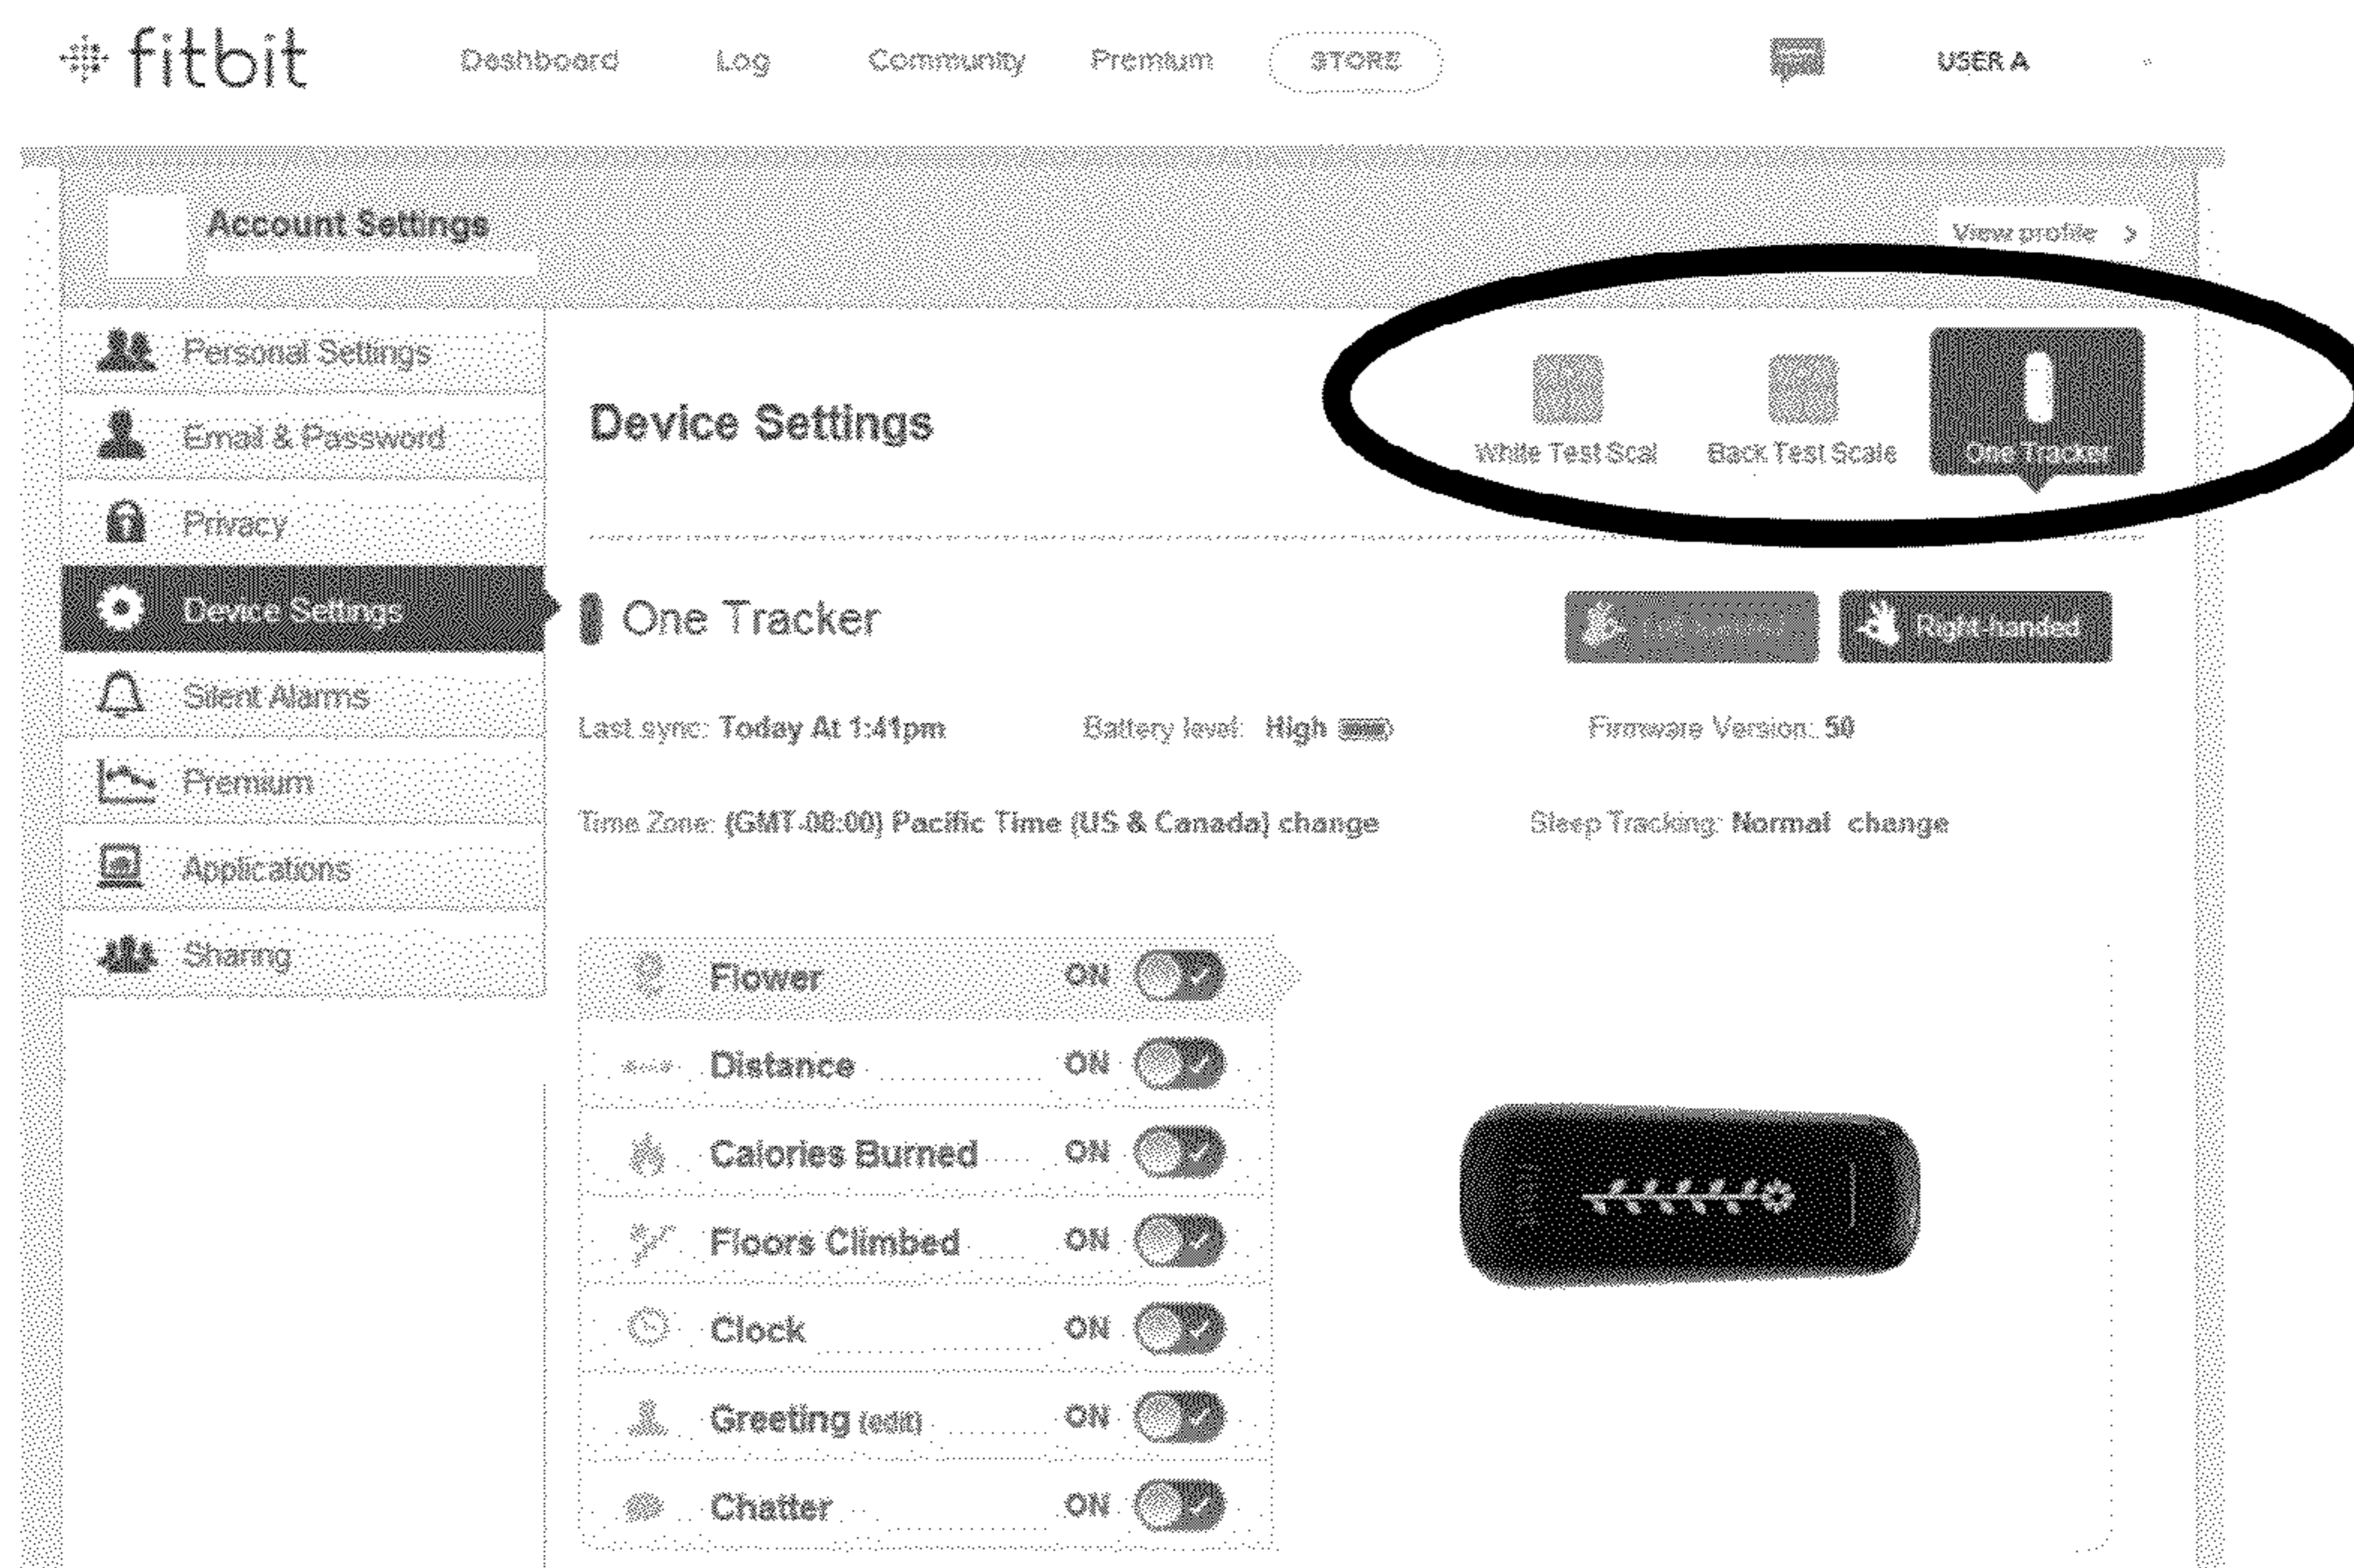 fitbit Dashboard Log Community Premium STORE USER A
Account Settings
View profile >
Personal Settings
Email & Password
Privacy
Device Settings
Silent Alarms
Premium
Applications
Sharing
Device Settings
White Test Scal Back Test Scale One Tracker
One Tracker
Right-handed
Last sync: Today At 1:41pm Battery level: High Firmware Version: 50
Time Zone: (GMT-08:00) Pacific Time (US & Canada) change Sleep Tracking: Normal change
Flower ON
Distance ON
Calories Burned ON
Floors Climbed ON
Clock ON
Greeting (edit) ON
Chatter ON